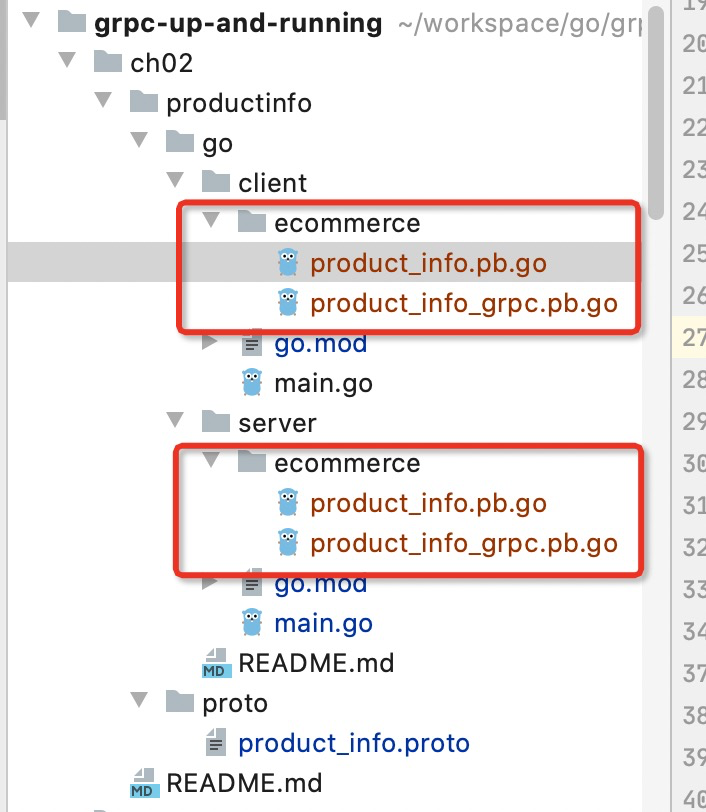 grpc-up-and-running ~/workspace/go/grp
ch02
productinfo
go
client
ecommerce
product_info.pb.go
product_info_grpc.pb.go
go.mod
main.go
server
ecommerce
product_info.pb.go
product_info_grpc.pb.go
go.mod
main.go
MD README.md
proto
product_info.proto
MD README.md
19
20
21
22
23
24
25
26
27
28
29
30
31
32
33
34
37
38
39
40